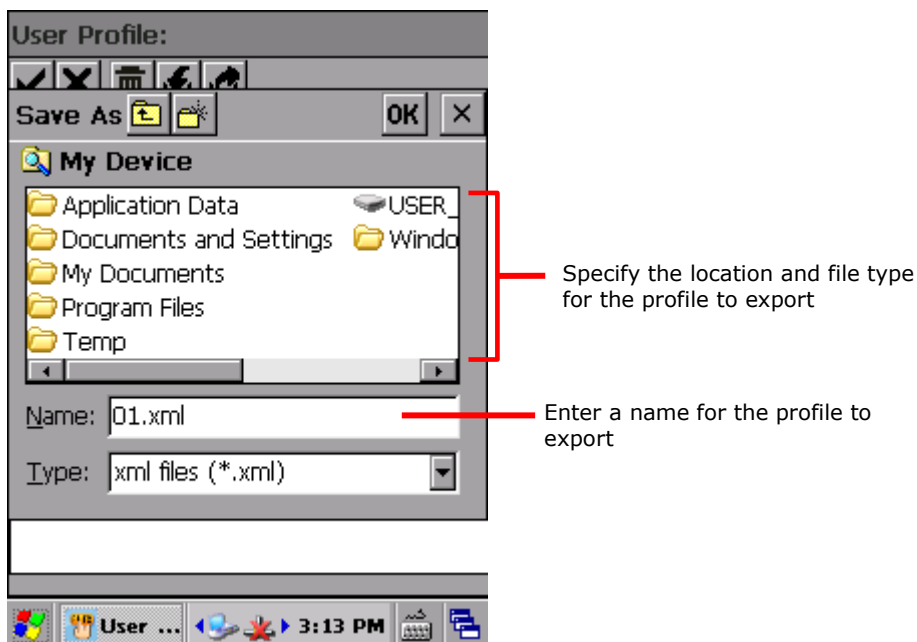 User Profile:
Save As OK
My Device
Application Data
Documents and Settings
My Documents
Program Files
Temp
USER_
Windo
Specify the location and file type
for the profile to export
Name: 01.xml
Enter a name for the profile to
export
Type: xml files (*.xml)
User ... 3:13 PM